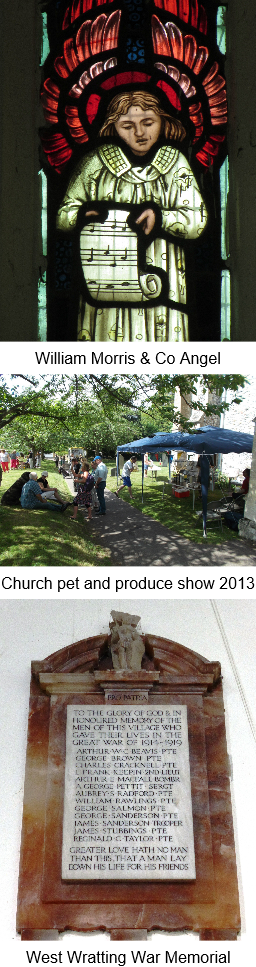 William Morris & Co Angel
Church pet and produce show 2013
PRO PATRIA
TO THE GLORY OF GOD & IN
HONOURED MEMORY OF THE
MEN OF THIS VILLAGE WHO
GAVE THEIR LIVES IN THE
GREAT WAR OF 1914-1919
ARTHUR·W·C·BEAVIS·PTE
GEORGE BROWN·PTE
CHARLES CRACKNELL PTE
E. FRANK KEEPIN 2ND LIEUT
ARTHUR E MAYALL BOMBR
A·GEORGE PETTIT·SERGT
AUBREY·S·RADFORD·PTE
WILLIAM RAWLINGS PTE
GEORGE SALMON·PTE
GEORGE·SANDERSON·PTE
JAMES·SANDERSON TROOPER
JAMES STUBBINGS·PTE
REGINALD·G·TAYLOR·PTE
GREATER LOVE HATH NO MAN
THAN THIS, THAT A MAN LAY
DOWN HIS LIFE FOR HIS FRIENDS
West Wratting War Memorial